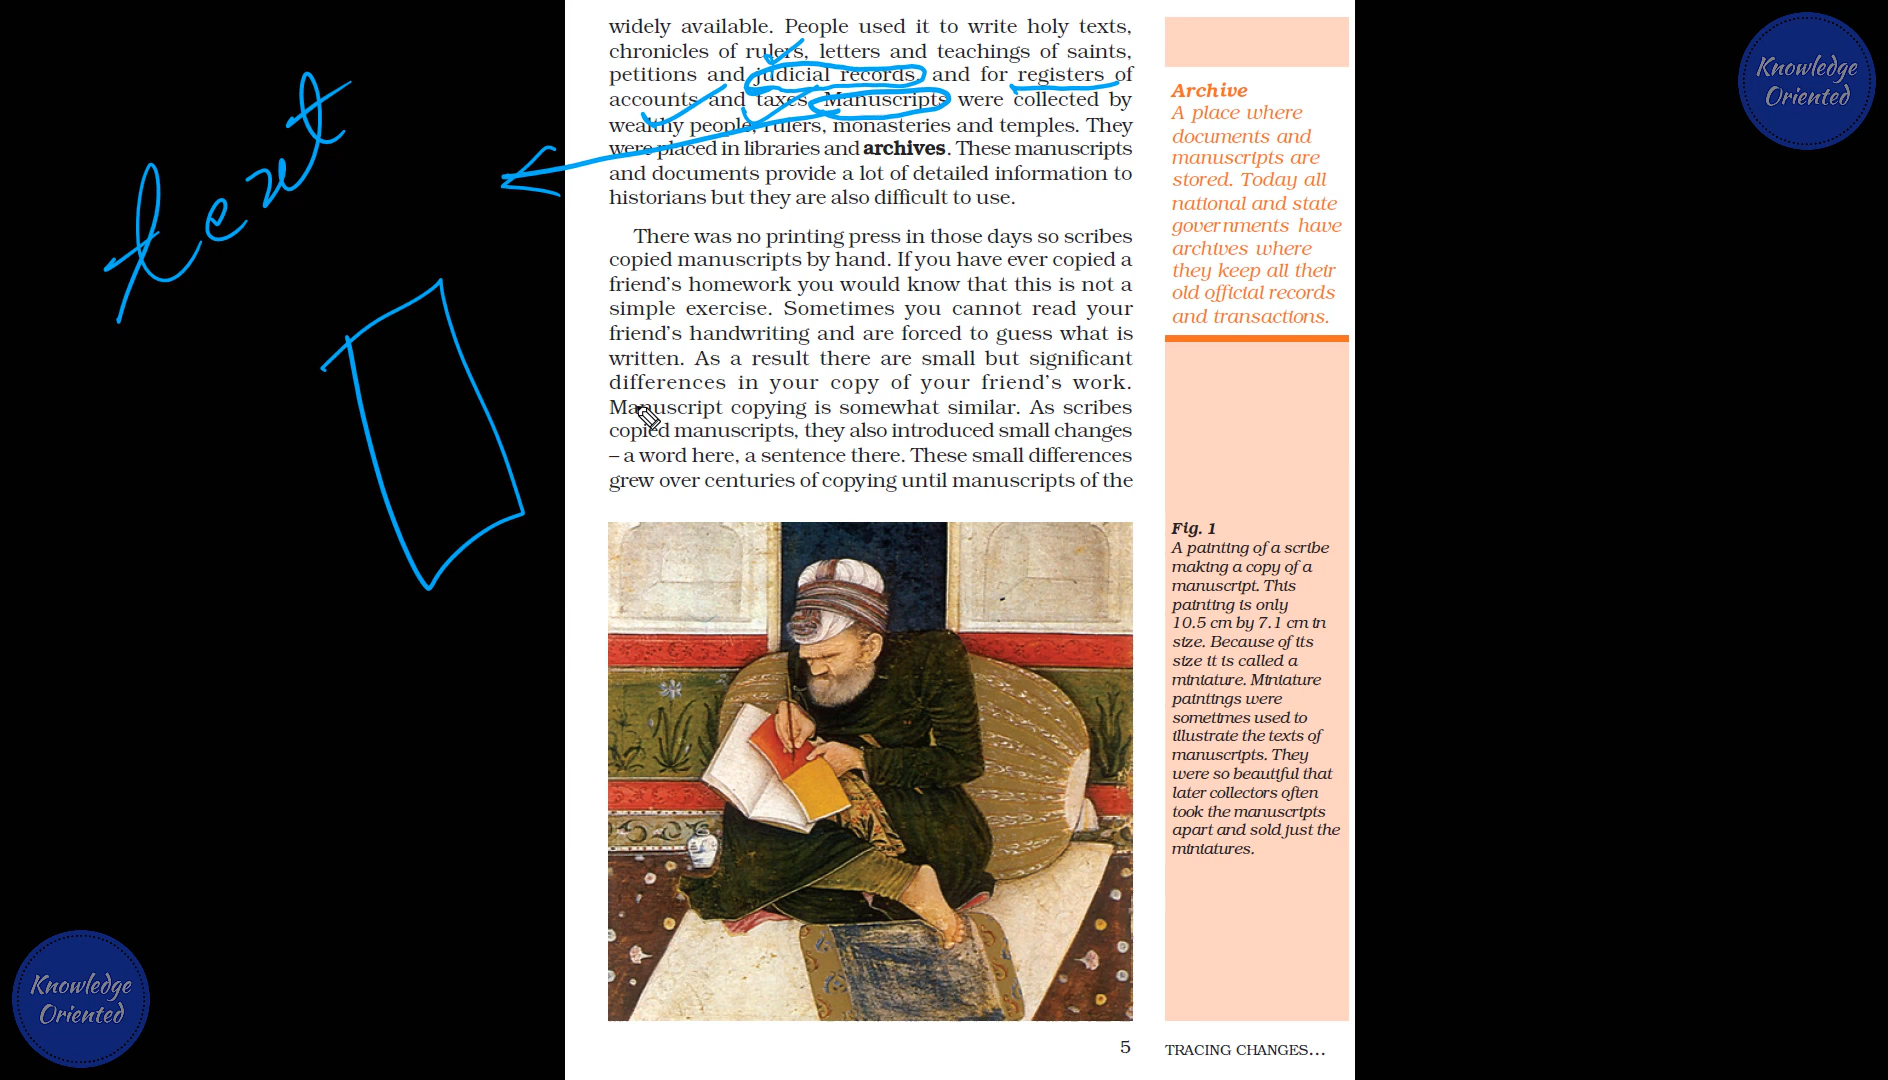 text
widely available. People used it to write holy texts,
chronicles of rulers, letters and teachings of saints,
petitions and judicial records, and for registers of
accounts and taxes. Manuscripts were collected by
wealthy people, rulers, monasteries and temples. They
were placed in libraries and archives. These manuscripts
and documents provide a lot of detailed information to
historians but they are also difficult to use.
There was no printing press in those days so scribes
copied manuscripts by hand. If you have ever copied a
friend's homework you would know that this is not a
simple exercise. Sometimes you cannot read your
friend's handwriting and are forced to guess what is
written. As a result there are small but significant
differences in your copy of your friend's work.
Manuscript copying is somewhat similar. As scribes
copied manuscripts, they also introduced small changes
– a word here, a sentence there. These small differences
grew over centuries of copying until manuscripts of the
Archive
A place where
documents and
manuscripts are
stored. Today all
national and state
governments have
archives where
they keep all their
old official records
and transactions.
Fig. 1
A painting of a scribe
making a copy of a
manuscript. This
painting is only
10.5 cm by 7.1 cm in
size. Because of its
size it is called a
miniature. Miniature
paintings were
sometimes used to
illustrate the texts of
manuscripts. They
were so beautiful that
later collectors often
took the manuscripts
apart and sold just the
miniatures.
5
TRACING CHANGES...
Knowledge
Oriented
Knowledge
Oriented